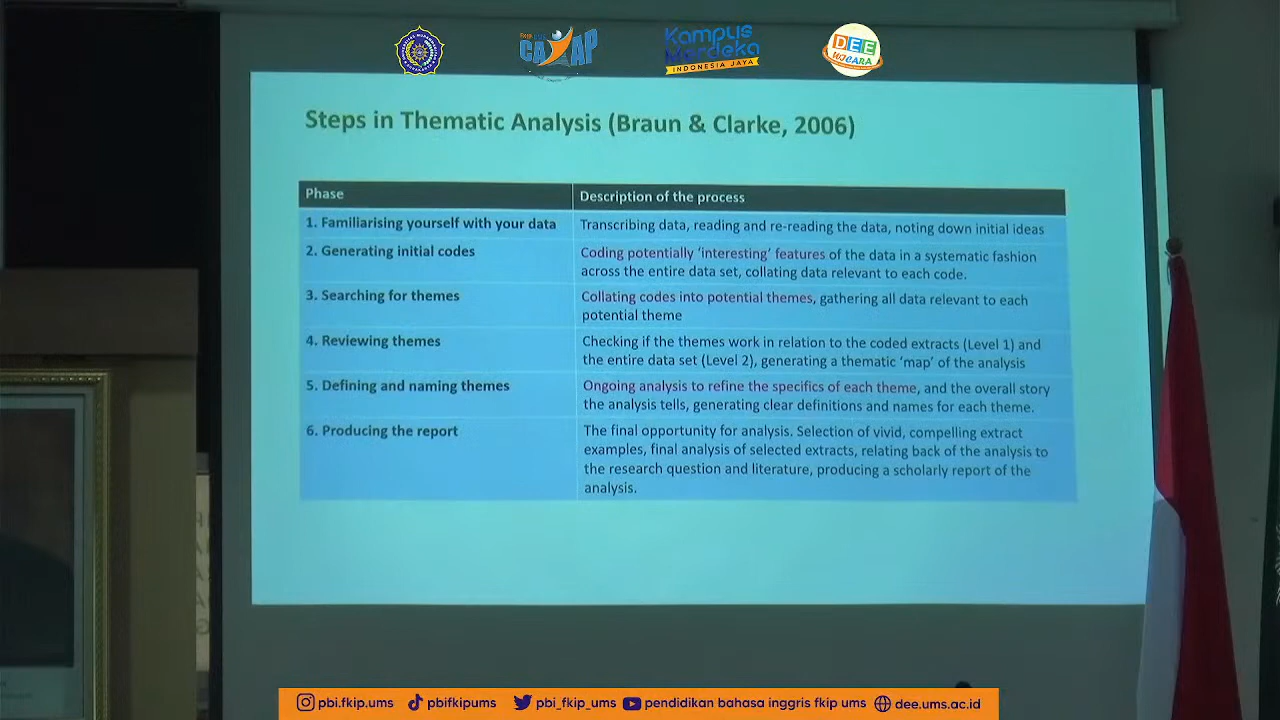 CAKAP
Kampus
Merdeka
INDONESIA JAYA
DEE
WICARA
Steps in Thematic Analysis (Braun & Clarke, 2006)
Phase
Description of the process
1. Familiarising yourself with your data
Transcribing data, reading and re-reading the data, noting down initial ideas
2. Generating initial codes
Coding potentially ‘interesting’ features of the data in a systematic fashion
across the entire data set, collating data relevant to each code.
3. Searching for themes
Collating codes into potential themes, gathering all data relevant to each
potential theme
4. Reviewing themes
Checking if the themes work in relation to the coded extracts (Level 1) and
the entire data set (Level 2), generating a thematic ‘map’ of the analysis
5. Defining and naming themes
Ongoing analysis to refine the specifics of each theme, and the overall story
the analysis tells, generating clear definitions and names for each theme.
6. Producing the report
The final opportunity for analysis. Selection of vivid, compelling extract
examples, final analysis of selected extracts, relating back of the analysis to
the research question and literature, producing a scholarly report of the
analysis.
pbi.fkip.ums pbifkipums pbi_fkip_ums pendidikan bahasa inggris fkip ums dee.ums.ac.id